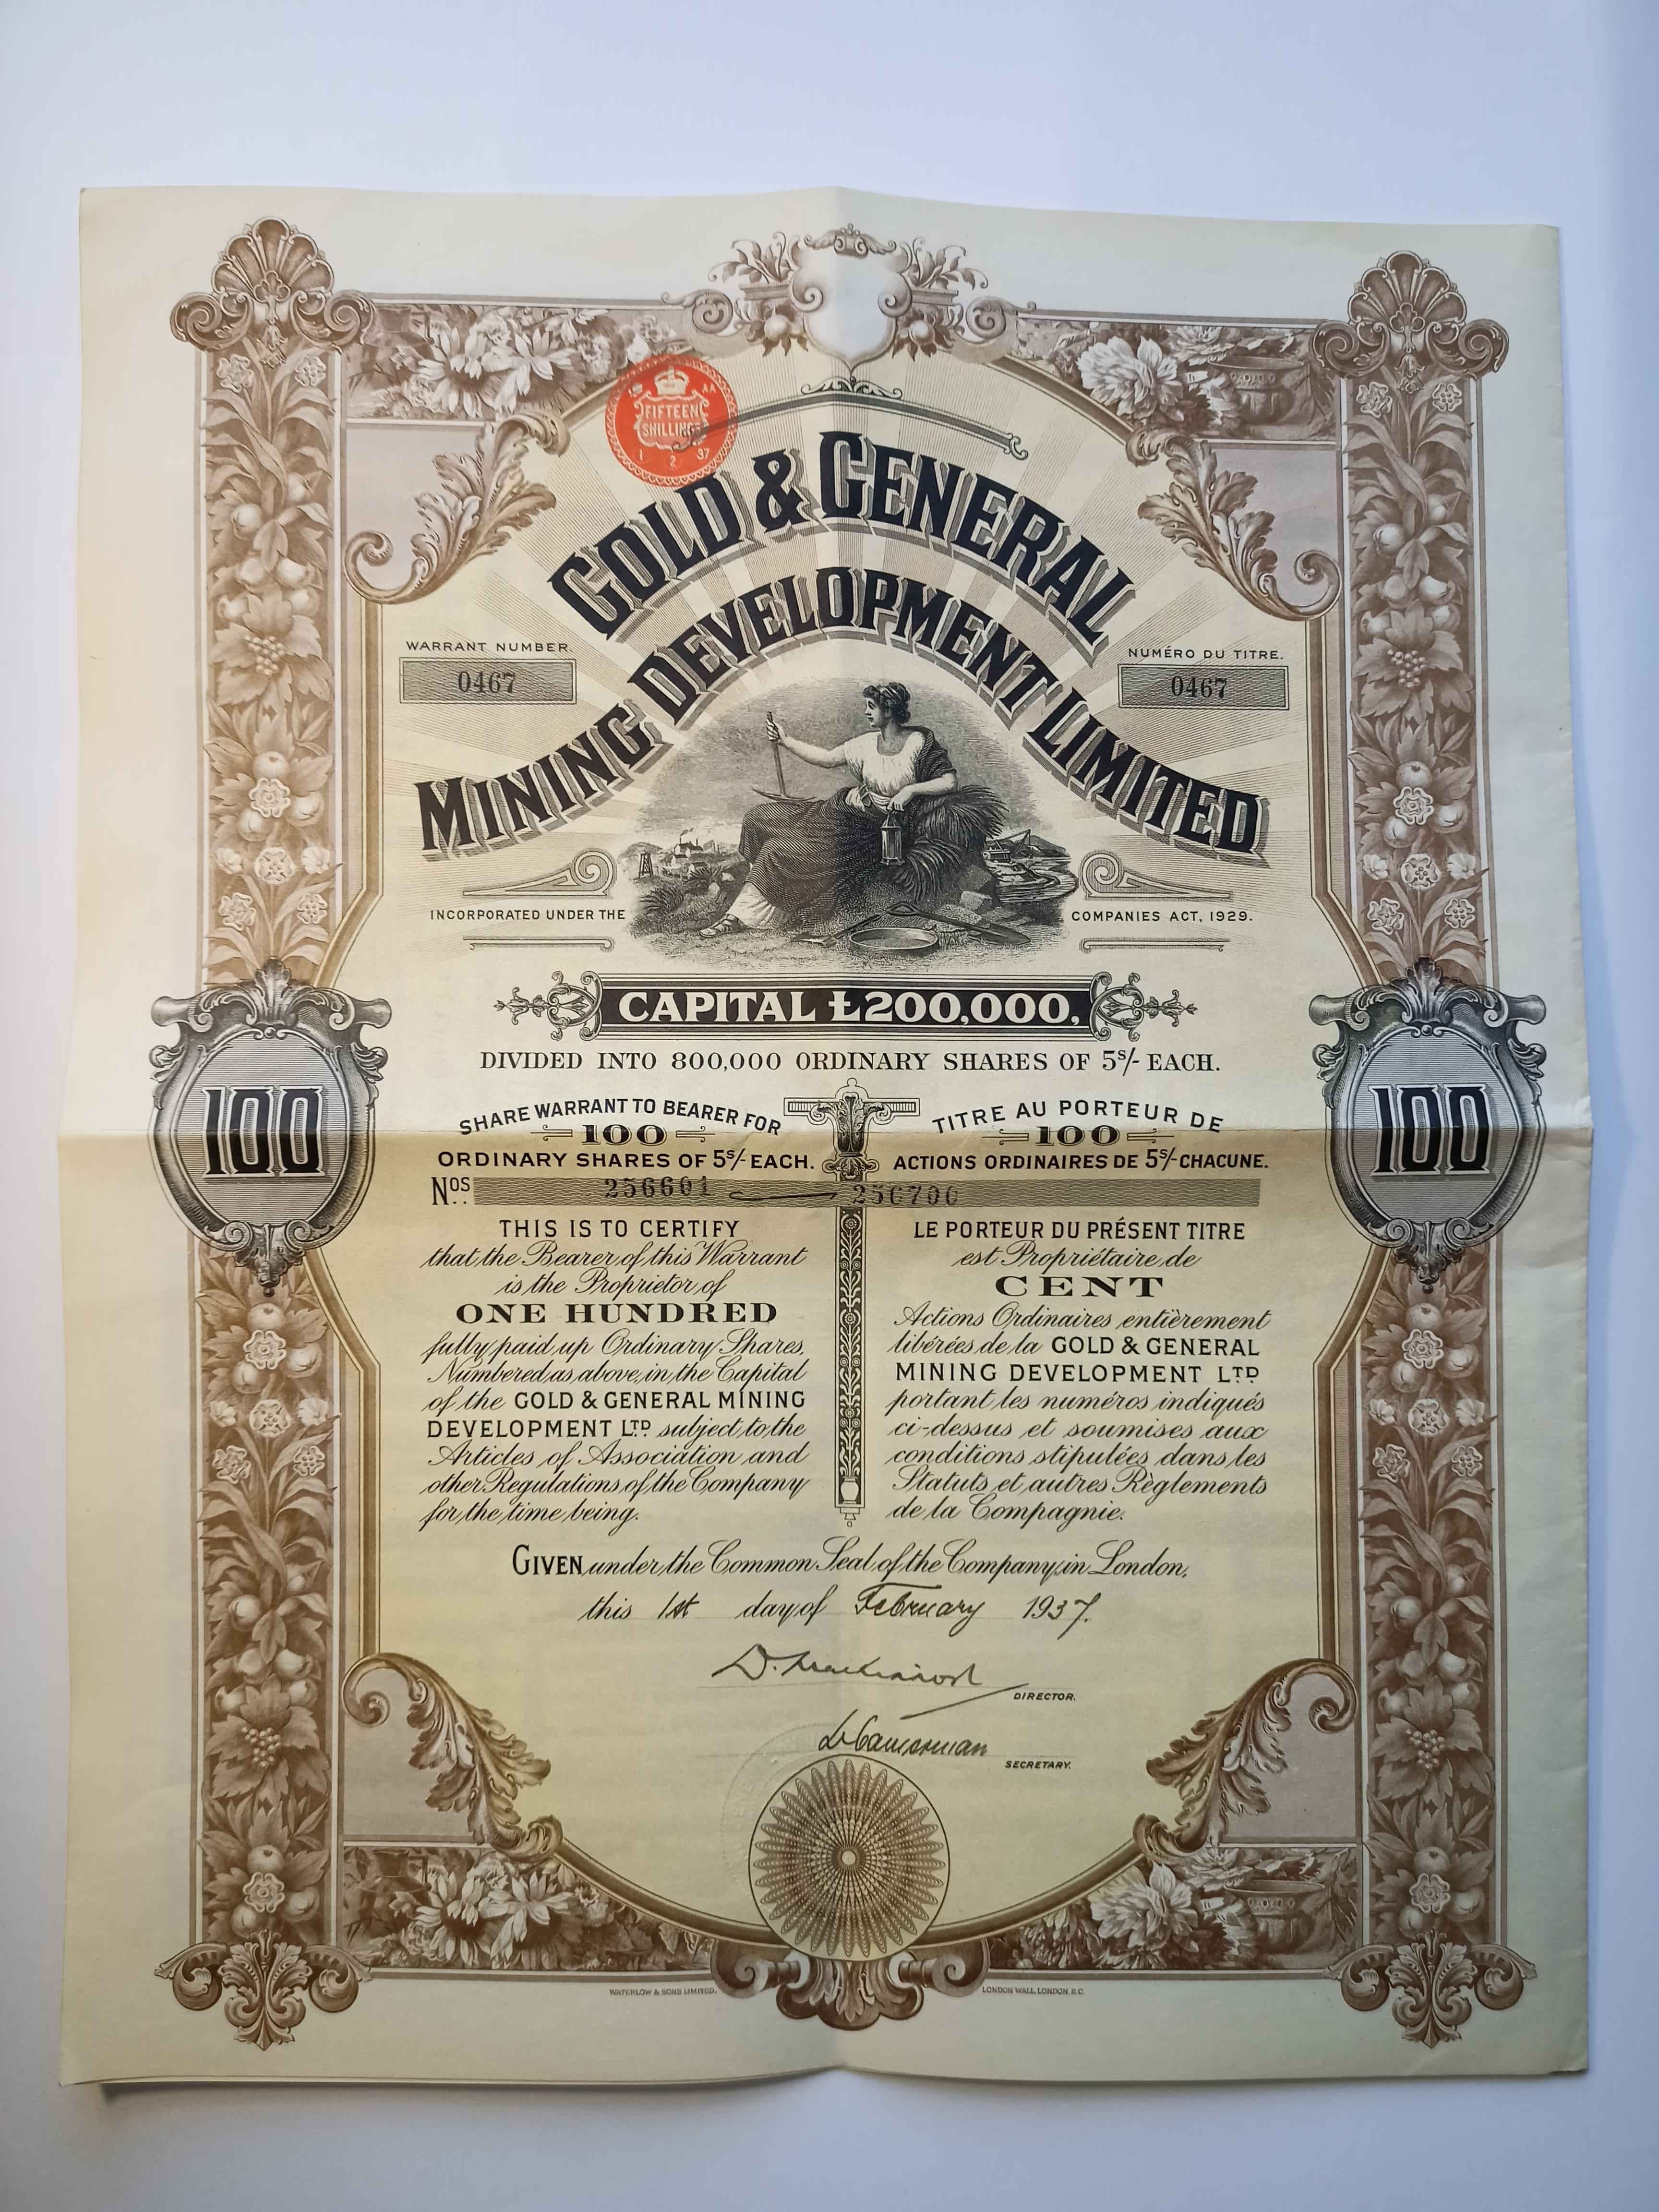 FIFTEEN
SHILLINGS
1 2 37
GOLD & GENERAL
MINING DEVELOPMENT LIMITED
WARRANT NUMBER.
0467
NUMÉRO DU TITRE.
0467
INCORPORATED UNDER THE
COMPANIES ACT, 1929.
CAPITAL £200,000,
DIVIDED INTO 800,000 ORDINARY SHARES OF 5s/- EACH.
100
100
SHARE WARRANT TO BEARER FOR
100
ORDINARY SHARES OF 5s/- EACH.
TITRE AU PORTEUR DE
100
ACTIONS ORDINAIRES DE 5s/- CHACUNE.
Nos 256601 256700
THIS IS TO CERTIFY
that the Bearer of this Warrant
is the Proprietor of
ONE HUNDRED
fully paid up Ordinary Shares,
Numbered as above, in the Capital
of the GOLD & GENERAL MINING
DEVELOPMENT LTD subject to the
Articles of Association and
other Regulations of the Company
for the time being.
LE PORTEUR DU PRÉSENT TITRE
est Propriétaire de
CENT
Actions Ordinaires entièrement
libérées de la GOLD & GENERAL
MINING DEVELOPMENT LTD
portant les numéros indiqués
ci-dessus et soumises aux
conditions stipulées dans les
Statuts et autres Règlements
de la Compagnie.
GIVEN under the Common Seal of the Company, in London,
this 1st day of February 1937.
DIRECTOR.
SECRETARY.
WATERLOW & SONS LIMITED,
LONDON WALL, LONDON. E.C.